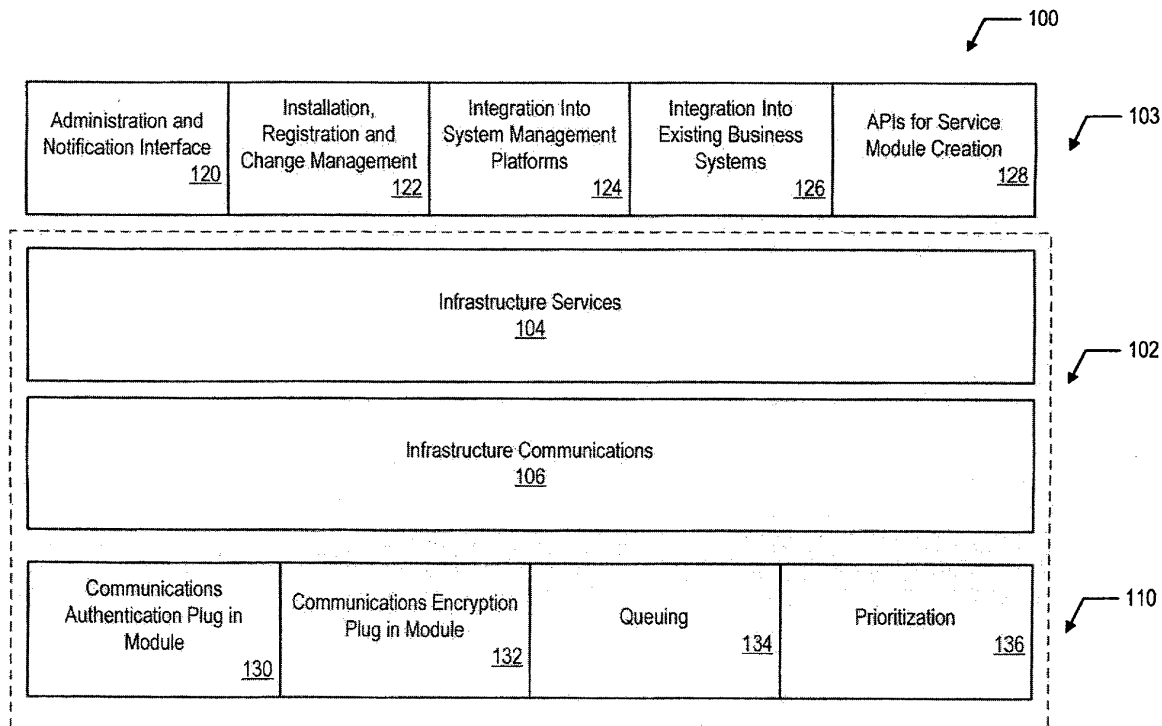 100
Administration and
Notification Interface
120
Installation,
Registration and
Change Management
122
Integration Into
System Management
Platforms
124
Integration Into
Existing Business
Systems
126
APIs for Service
Module Creation
128
103
Infrastructure Services
104
102
Infrastructure Communications
106
Communications
Authentication Plug in
Module
130
Communications Encryption
Plug in Module
132
Queuing
134
Prioritization
136
110